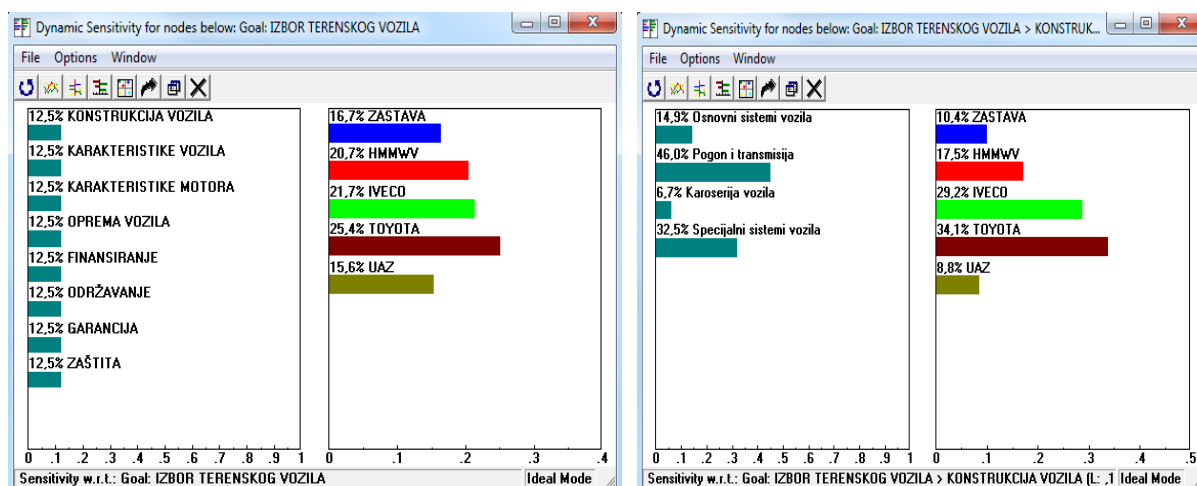 Dynamic Sensitivity for nodes below: Goal: IZBOR TERENSKOG VOZILA
File Options Window
12,5% KONSTRUKCIJA VOZILA
12,5% KARAKTERISTIKE VOZILA
12,5% KARAKTERISTIKE MOTORA
12,5% OPREMA VOZILA
12,5% FINANSIRANJE
12,5% ODRŽAVANJE
12,5% GARANCIJA
12,5% ZAŠTITA
0 .1 .2 .3 .4 .5 .6 .7 .8 .9 1
16,7% ZASTAVA
20,7% HMMWV
21,7% IVECO
25,4% TOYOTA
15,6% UAZ
0 .1 .2 .3 .4
Sensitivity w.r.t.: Goal: IZBOR TERENSKOG VOZILA
Ideal Mode
Dynamic Sensitivity for nodes below: Goal: IZBOR TERENSKOG VOZILA > KONSTRUK...
File Options Window
14,9% Osnovni sistemi vozila
46,0% Pogon i transmisija
6,7% Karoserija vozila
32,5% Specijalni sistemi vozila
0 .1 .2 .3 .4 .5 .6 .7 .8 .9 1
10,4% ZASTAVA
17,5% HMMWV
29,2% IVECO
34,1% TOYOTA
8,8% UAZ
0 .1 .2 .3 .4 .5
Sensitivity w.r.t.: Goal: IZBOR TERENSKOG VOZILA > KONSTRUKCIJA VOZILA (L: ,1
Ideal Mode